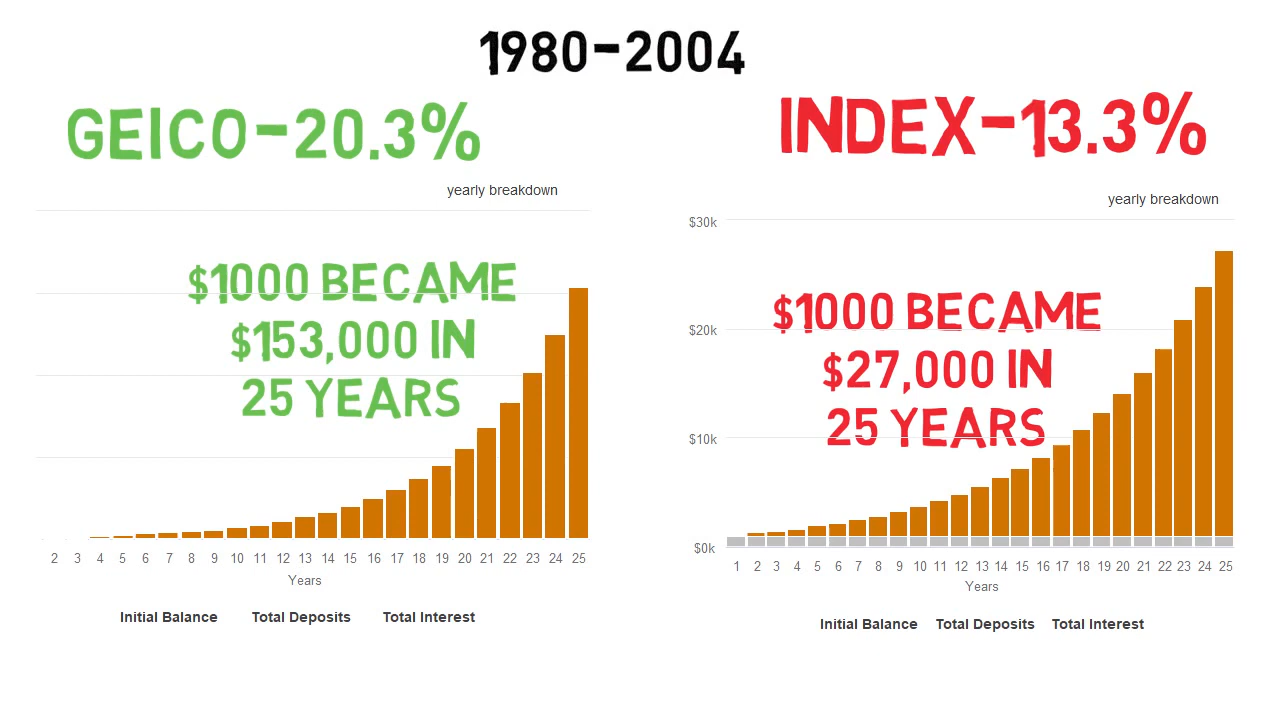 1980-2004
GEICO-20.3%
yearly breakdown
$1000 BECAME
$153,000 IN
25 YEARS
2 3 4 5 6 7 8 9 10 11 12 13 14 15 16 17 18 19 20 21 22 23 24 25
Years
Initial Balance Total Deposits Total Interest
INDEX-13.3%
yearly breakdown
$30k
$20k
$10k
$0k
$1000 BECAME
$27,000 IN
25 YEARS
1 2 3 4 5 6 7 8 9 10 11 12 13 14 15 16 17 18 19 20 21 22 23 24 25
Years
Initial Balance Total Deposits Total Interest